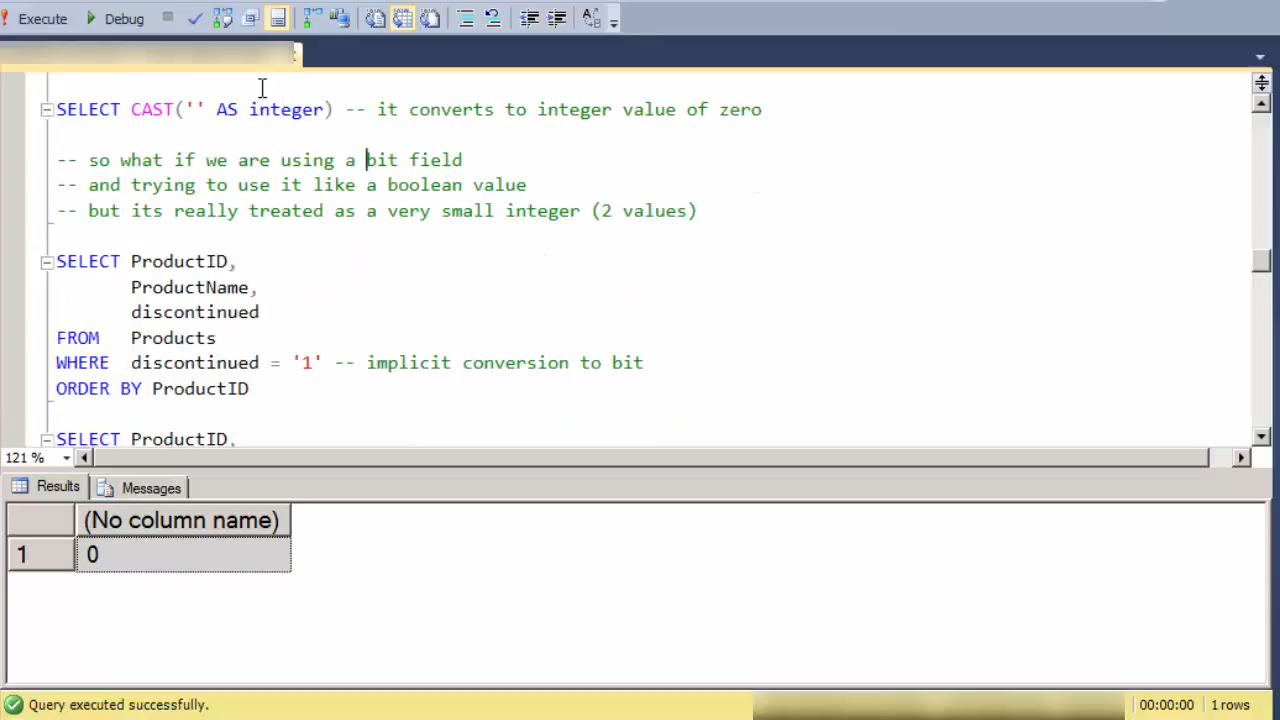 Execute Debug
SELECT CAST('' AS integer) -- it converts to integer value of zero
-- so what if we are using a bit field
-- and trying to use it like a boolean value
-- but its really treated as a very small integer (2 values)
SELECT ProductID,
ProductName,
discontinued
FROM Products
WHERE discontinued = '1' -- implicit conversion to bit
ORDER BY ProductID
SELECT ProductID,
121 %
Results Messages
(No column name)
1 0
Query executed successfully. 00:00:00 1 rows